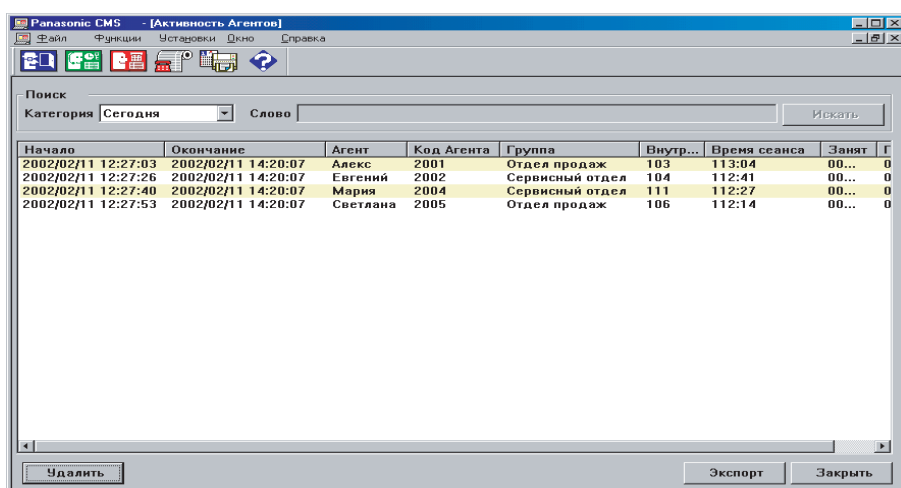 Panasonic CMS - [Активность Агентов]
Файл Функции Установки Окно Справка
Поиск
Категория Сегодня Слово Искать
Начало Окончание Агент Код Агента Группа Внутр... Время сеанса Занят Г
2002/02/11 12:27:03 2002/02/11 14:20:07 Алекс 2001 Отдел продаж 103 113:04 00... 0
2002/02/11 12:27:26 2002/02/11 14:20:07 Евгений 2002 Сервисный отдел 104 112:41 00... 0
2002/02/11 12:27:40 2002/02/11 14:20:07 Мария 2004 Сервисный отдел 111 112:27 00... 0
2002/02/11 12:27:53 2002/02/11 14:20:07 Светлана 2005 Отдел продаж 106 112:14 00... 0
Удалить Экспорт Закрыть